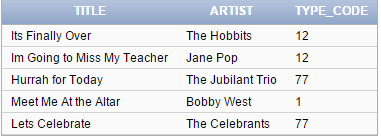 TITLE ARTIST TYPE_CODE
Its Finally Over The Hobbits 12
Im Going to Miss My Teacher Jane Pop 12
Hurrah for Today The Jubilant Trio 77
Meet Me At the Altar Bobby West 1
Lets Celebrate The Celebrants 77